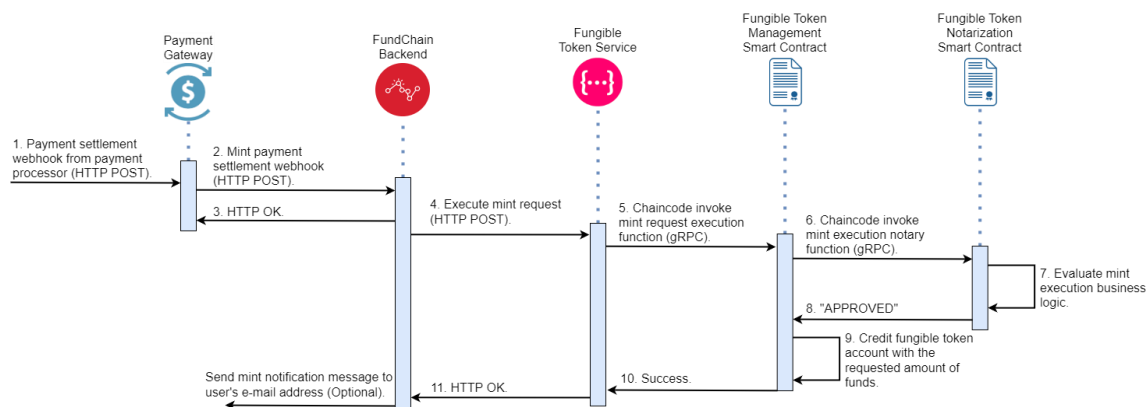 Payment
Gateway
FundChain
Backend
Fungible
Token Service
Fungible Token
Management
Smart Contract
Fungible Token
Notarization
Smart Contract
$
{···}
1. Payment settlement
webhook from payment
processor (HTTP POST).
2. Mint payment
settlement webhook
(HTTP POST).
3. HTTP OK.
4. Execute mint request
(HTTP POST).
5. Chaincode invoke
mint request execution
function (gRPC).
6. Chaincode invoke
mint execution notary
function (gRPC).
7. Evaluate mint
execution business
logic.
8. "APPROVED"
9. Credit fungible token
account with the
requested amount of
funds.
10. Success.
11. HTTP OK.
Send mint notification message to
user's e-mail address (Optional).